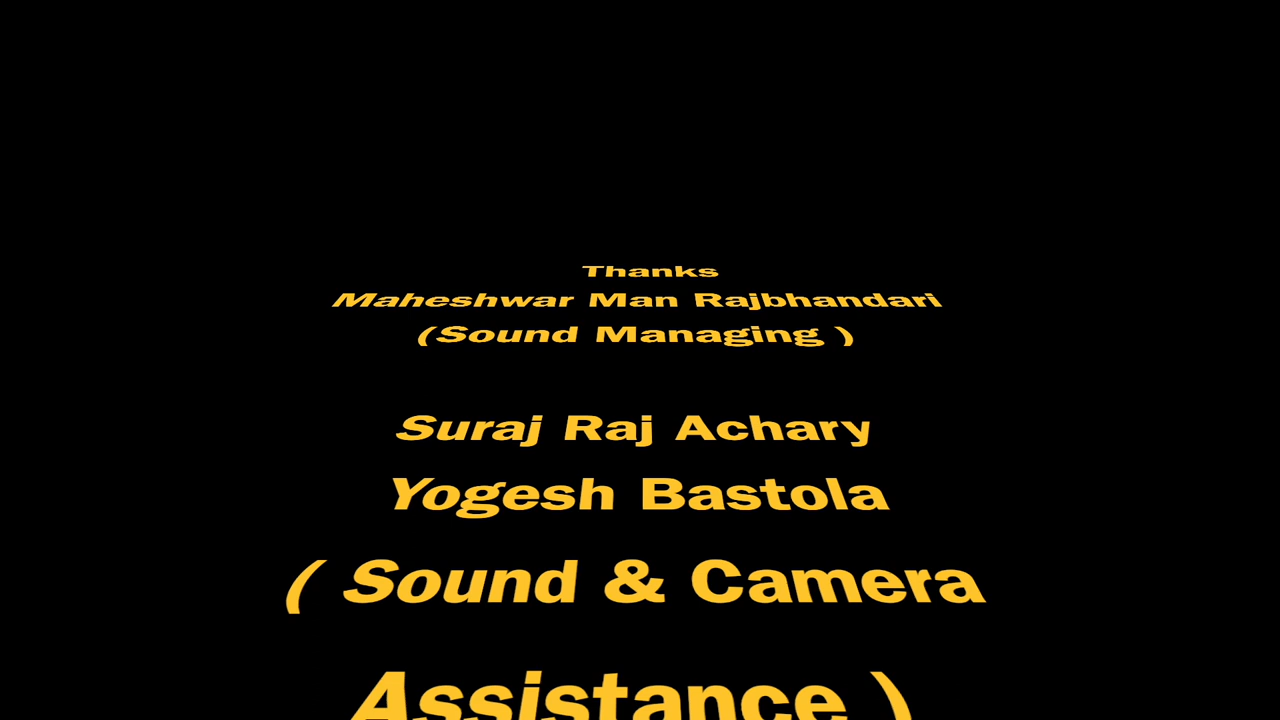 Thanks
Maheshwar Man Rajbhandari
(Sound Managing )
Suraj Raj Achary
Yogesh Bastola
( Sound & Camera
Assistance )